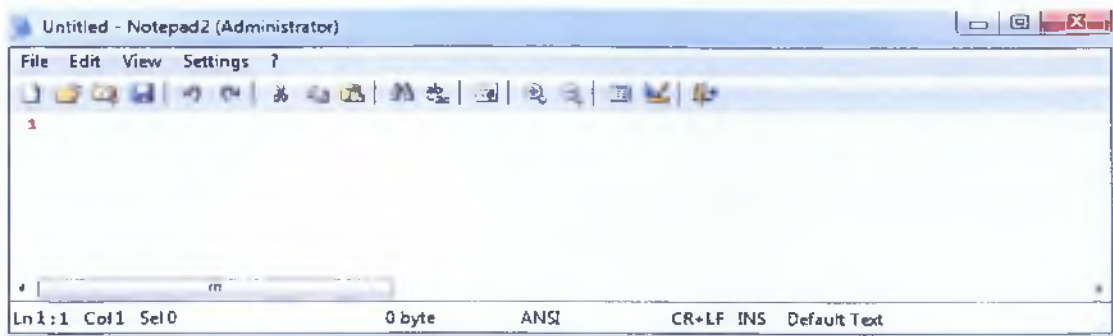 Untitled - Notepad2 (Administrator)
File Edit View Settings ?
1
Ln 1 : 1 Col 1 Sel 0 0 byte ANSI CR+LF INS Default Text